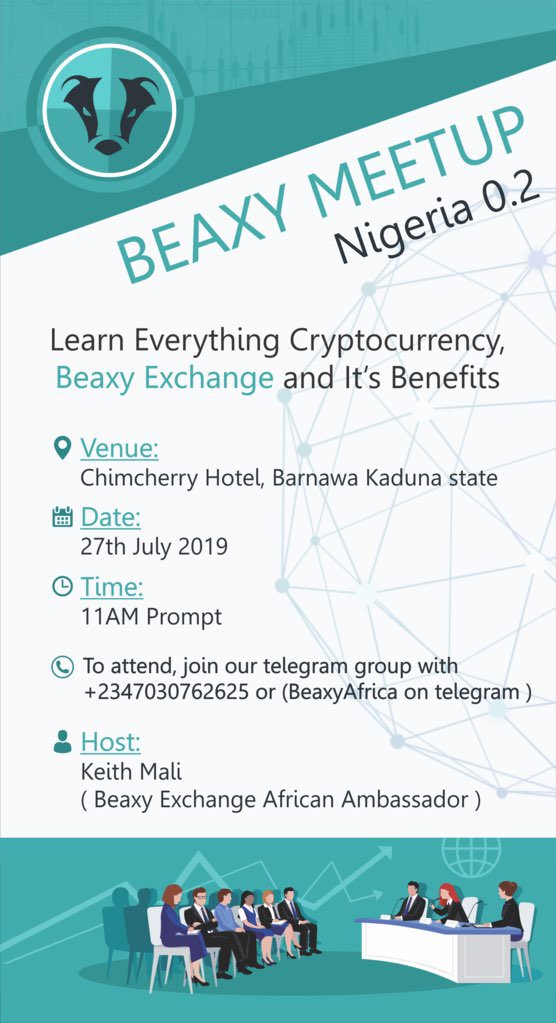 BEAXY MEETUP
Nigeria 0.2
Learn Everything Cryptocurrency,
Beaxy Exchange and It's Benefits
Venue:
Chimcherry Hotel, Barnawa Kaduna state
Date:
27th July 2019
Time:
11AM Prompt
To attend, join our telegram group with
+2347030762625 or (BeaxyAfrica on telegram )
Host:
Keith Mali
( Beaxy Exchange African Ambassador )